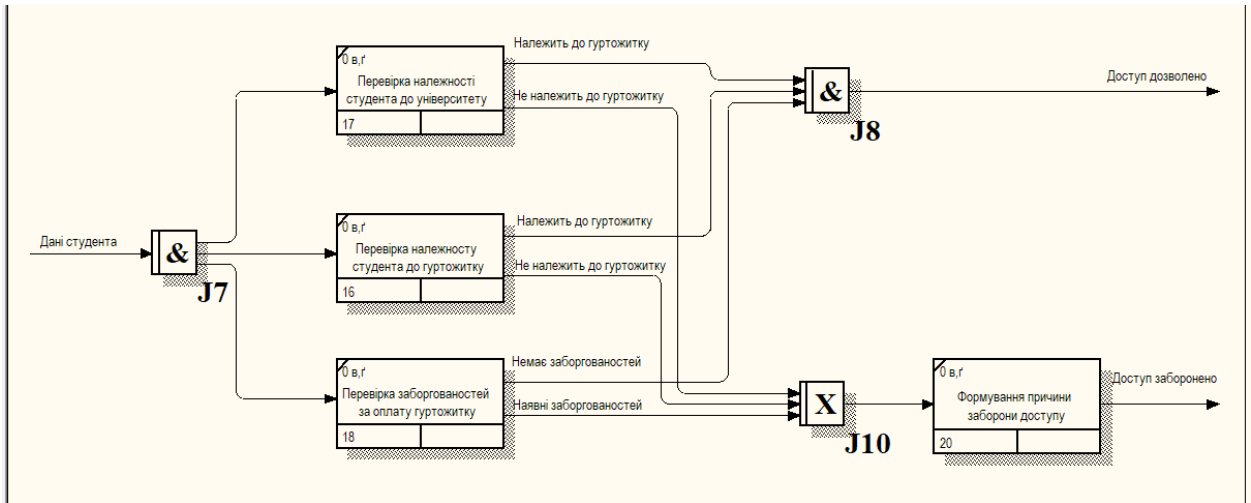 Належить до гуртожитку
0 в,ґ
Перевірка належності
студента до університету
17
Не належить до гуртожитку
&
J8
Доступ дозволено
Дані студента
&
J7
Належить до гуртожитку
0 в,ґ
Перевірка належносту
студента до гуртожитку
16
Не належить до гуртожитку
Немає заборгованостей
0 в,ґ
Перевірка заборгованостей
за оплату гуртожитку
18
Наявні заборгованостей
X
J10
0 в,ґ
Формування причини
заборони доступу
20
Доступ заборонено